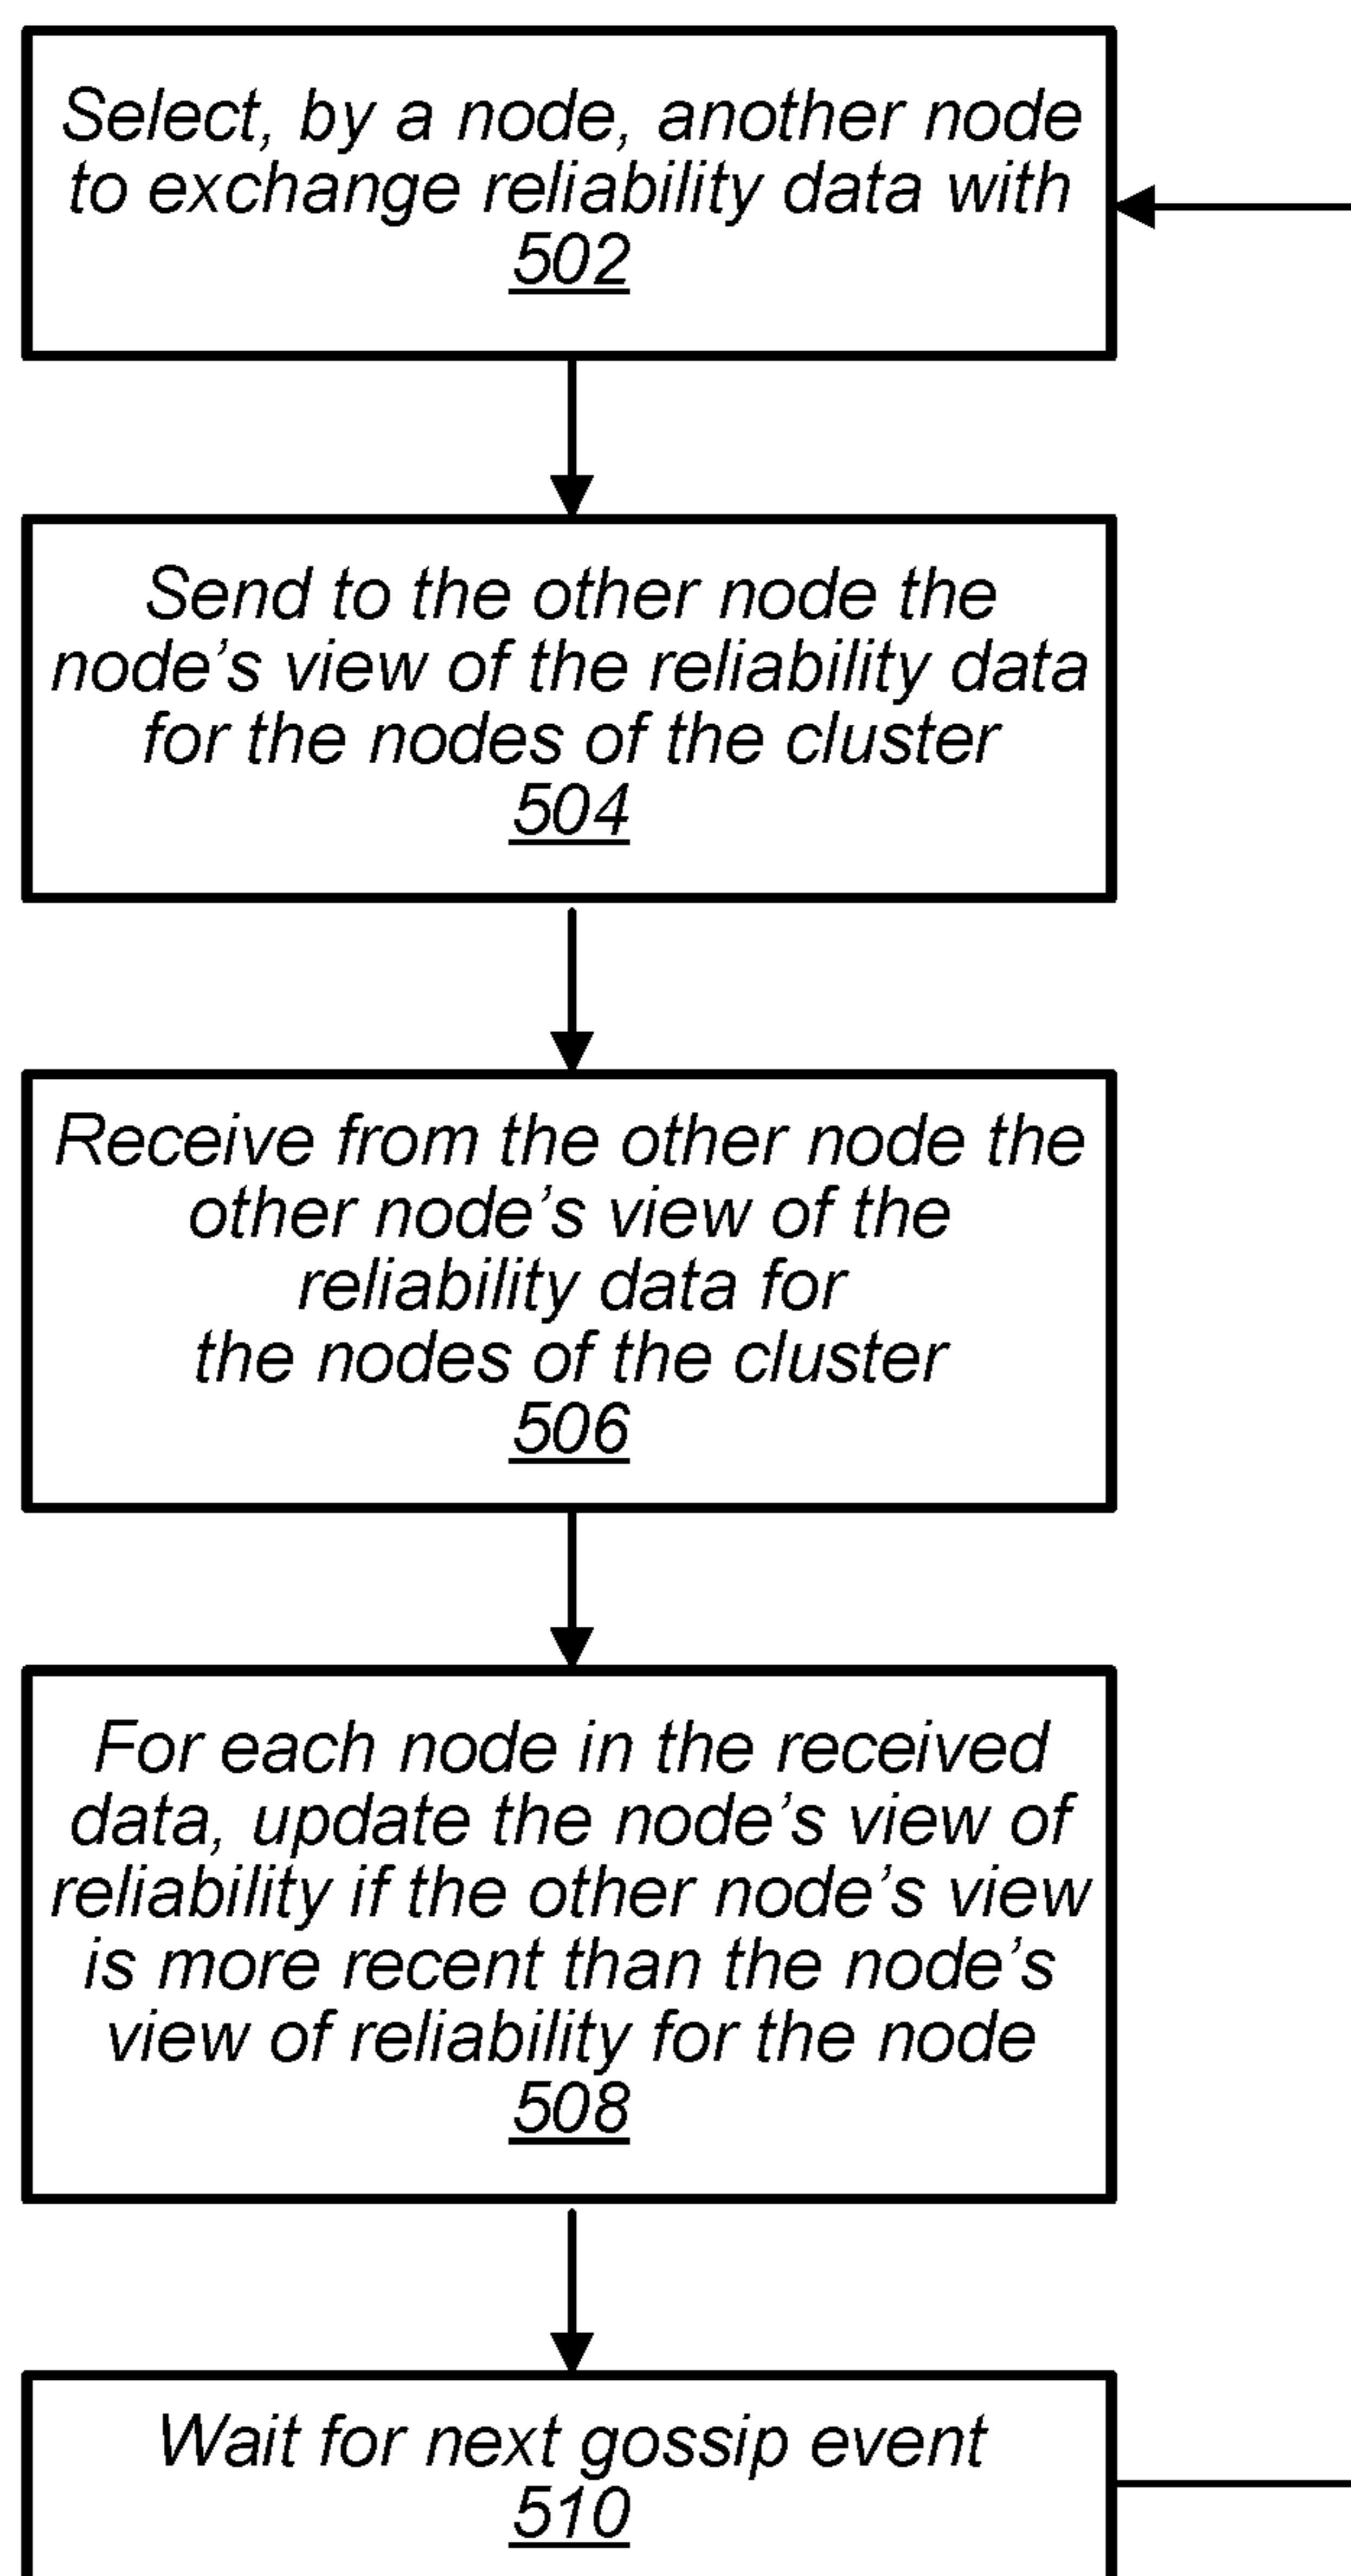 Select, by a node, another node
to exchange reliability data with
502
Send to the other node the
node's view of the reliability data
for the nodes of the cluster
504
Receive from the other node the
other node's view of the
reliability data for
the nodes of the cluster
506
For each node in the received
data, update the node's view of
reliability if the other node's view
is more recent than the node's
view of reliability for the node
508
Wait for next gossip event
510